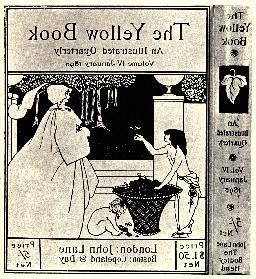 The Yellow Book
An Illustrated Quarterly
Volume IV January 1895
Price
$1.50
Net
London: John Lane
Boston: Copeland & Day
Price
5/-
Net
The
Yellow
Book
An
Illustrated
Quarterly
Vol. IV
January
1895
5/-
Net
John Lane
The
Bodley
Head